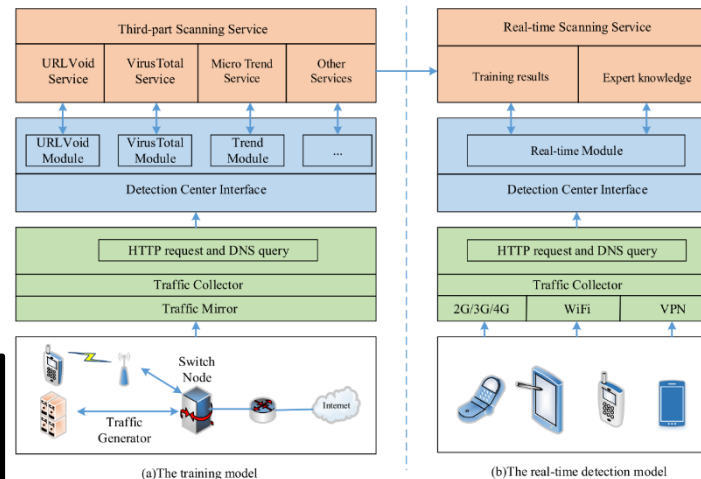 Third-part Scanning Service
URLVoid
Service
VirusTotal
Service
Micro Trend
Service
Other
Services
URLVoid
Module
VirusTotal
Module
Trend
Module
...
Detection Center Interface
HTTP request and DNS query
Traffic Collector
Traffic Mirror
Switch
Node
Traffic
Generator
Internet
(a)The training model
Real-time Scanning Service
Training results
Expert knowledge
Real-time Module
Detection Center Interface
HTTP request and DNS query
Traffic Collector
2G/3G/4G
WiFi
VPN
(b)The real-time detection model